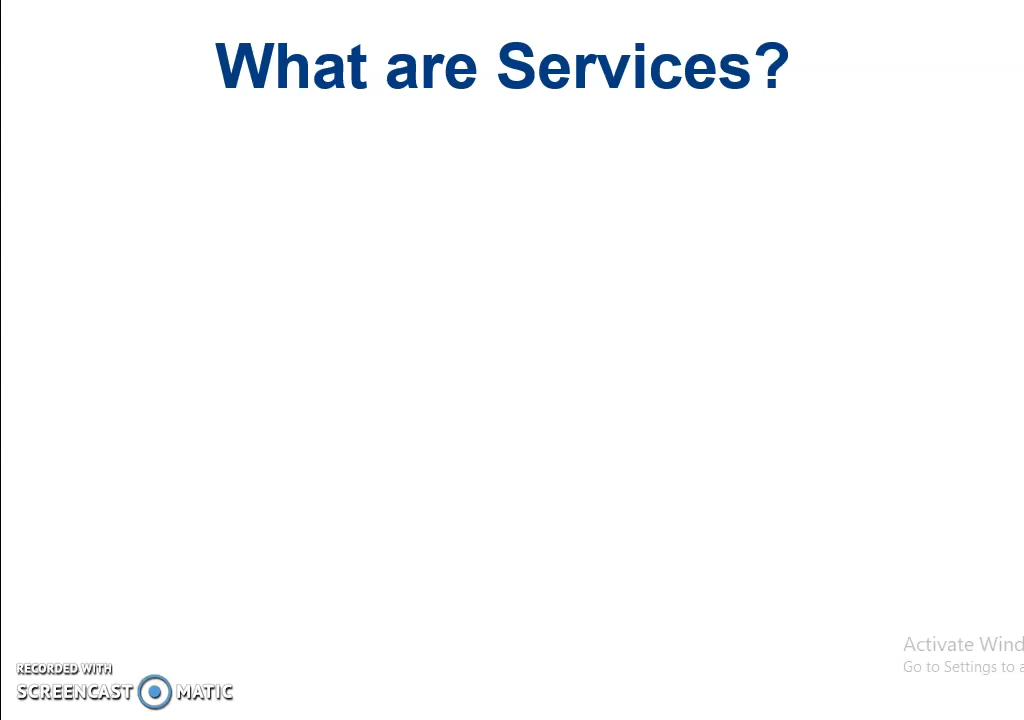 What are Services?
Activate Wind
Go to Settings to a
RECORDED WITH
SCREENCAST MATIC